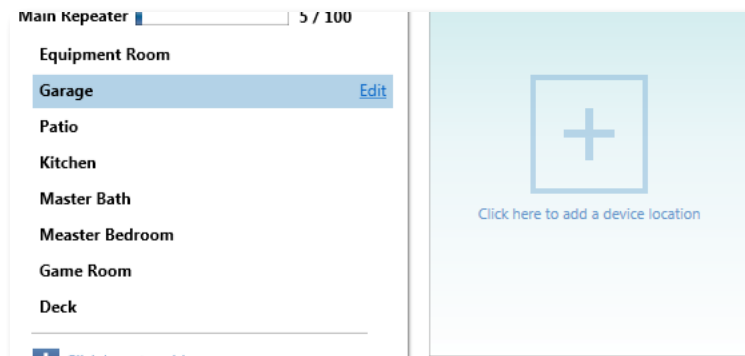 Main Repeater 5 / 100
Equipment Room
Garage Edit
Patio
Kitchen
Master Bath
Measter Bedroom
Game Room
Deck
Click here to add a device location